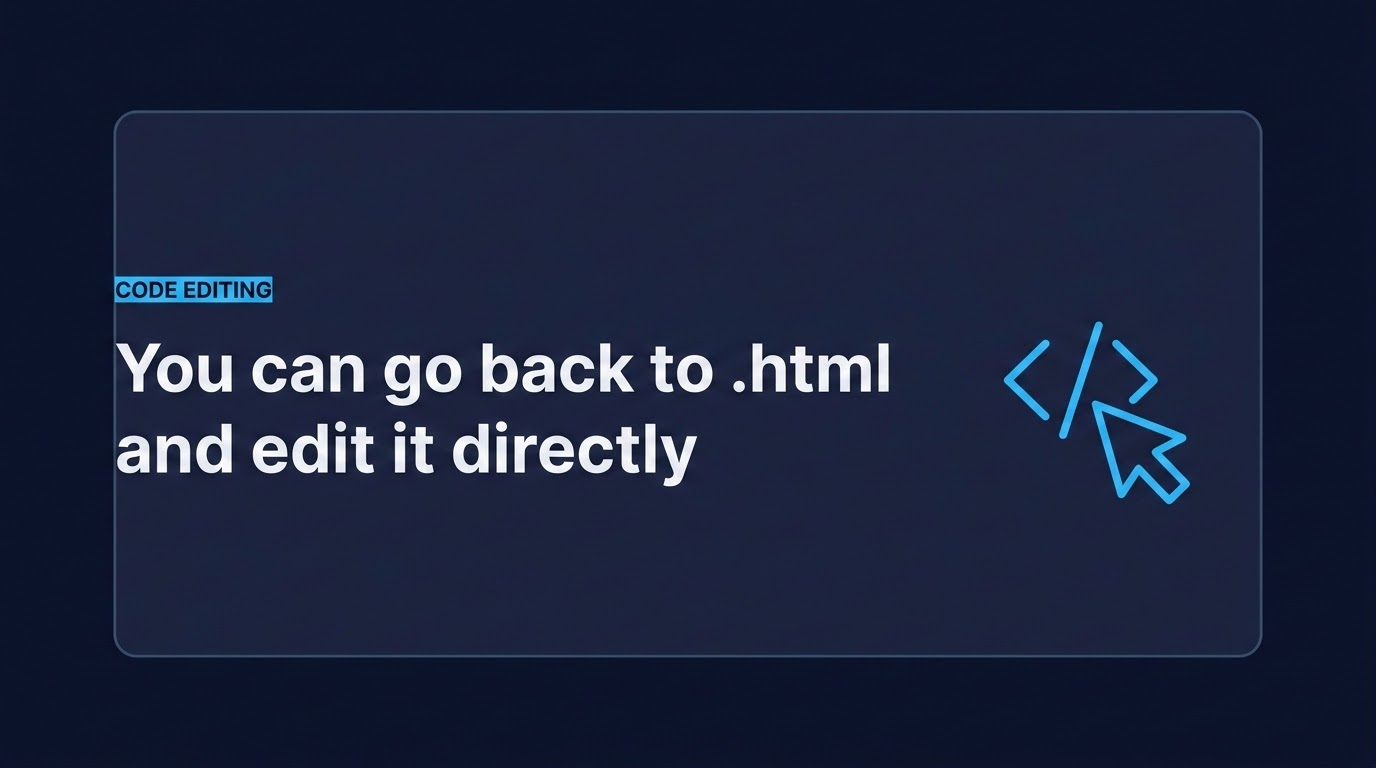 CODE EDITING
You can go back to .html
and edit it directly